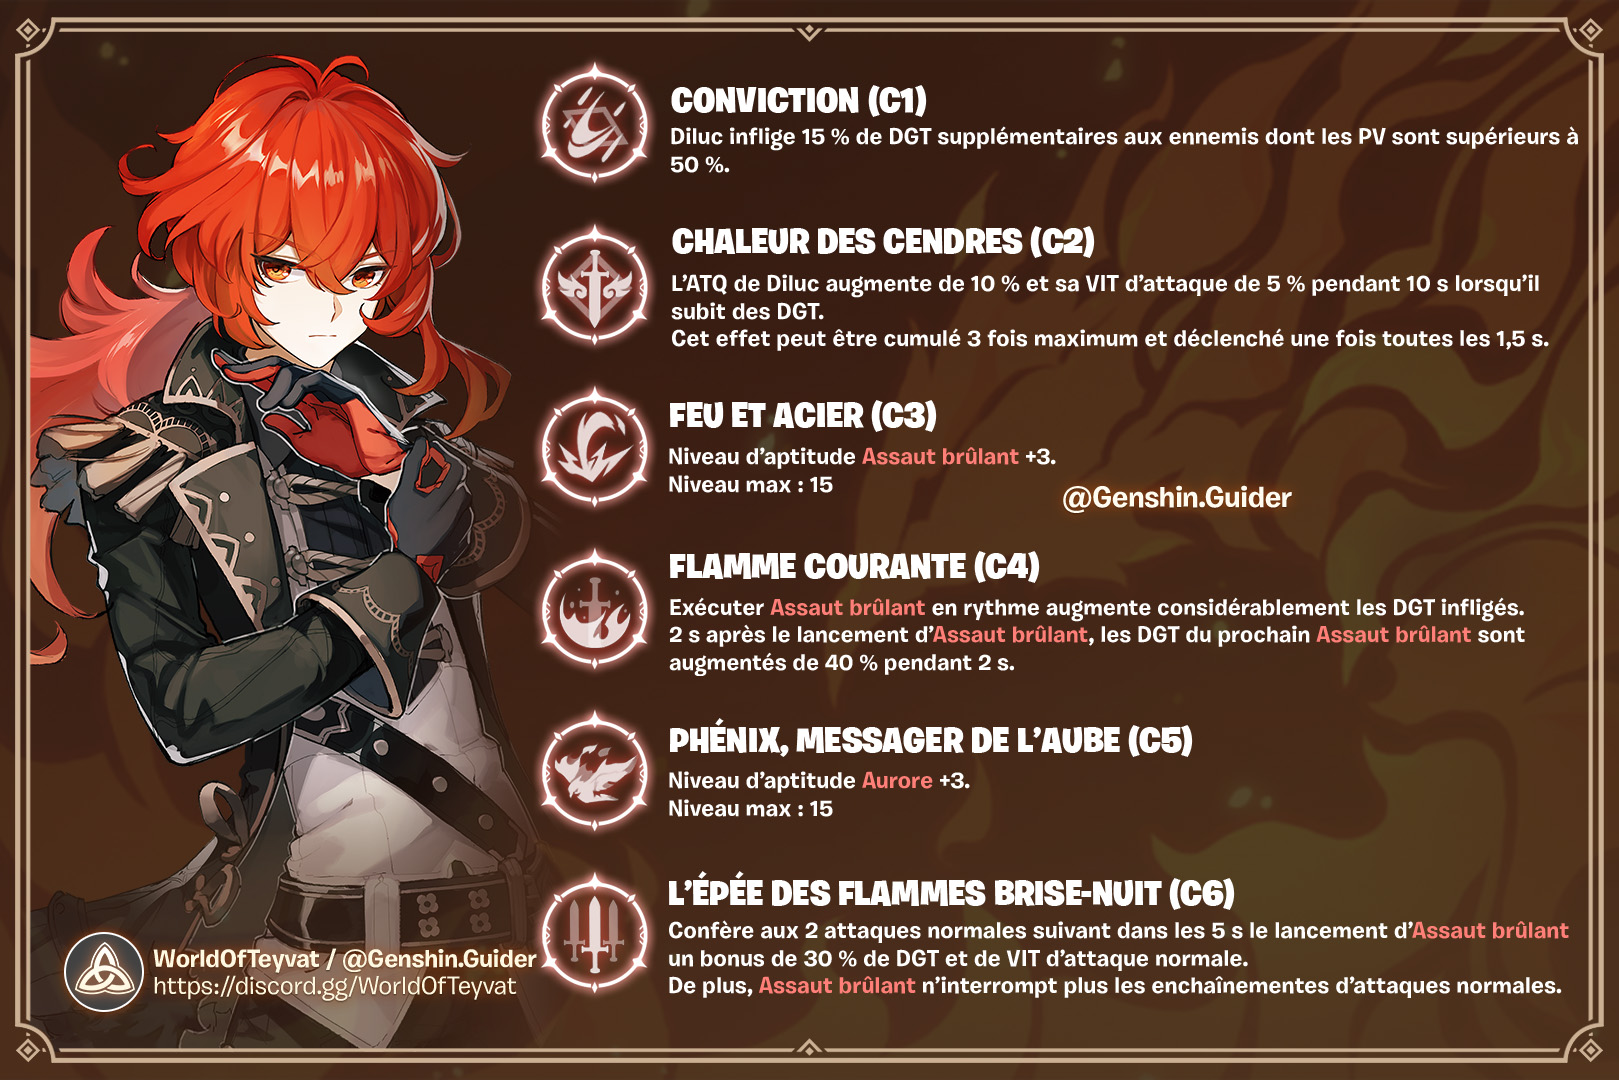 CONVICTION (C1)
Diluc inflige 15 % de DGT supplémentaires aux ennemis dont les PV sont supérieurs à
50 %.
CHALEUR DES CENDRES (C2)
L'ATQ de Diluc augmente de 10 % et sa VIT d'attaque de 5 % pendant 10 s lorsqu'il
subit des DGT.
Cet effet peut être cumulé 3 fois maximum et déclenché une fois toutes les 1,5 s.
FEU ET ACIER (C3)
Niveau d'aptitude Assaut brûlant +3.
Niveau max : 15
@Genshin.Guider
FLAMME COURANTE (C4)
Exécuter Assaut brûlant en rythme augmente considérablement les DGT infligés.
2 s après le lancement d'Assaut brûlant, les DGT du prochain Assaut brûlant sont
augmentés de 40 % pendant 2 s.
PHÉNIX, MESSAGER DE L'AUBE (C5)
Niveau d'aptitude Aurore +3.
Niveau max : 15
L'ÉPÉE DES FLAMMES BRISE-NUIT (C6)
Confère aux 2 attaques normales suivant dans les 5 s le lancement d'Assaut brûlant
un bonus de 30 % de DGT et de VIT d'attaque normale.
De plus, Assaut brûlant n'interrompt plus les enchaînementes d'attaques normales.
WorldOfTeyvat / @Genshin.Guider
https://discord.gg/WorldOfTeyvat